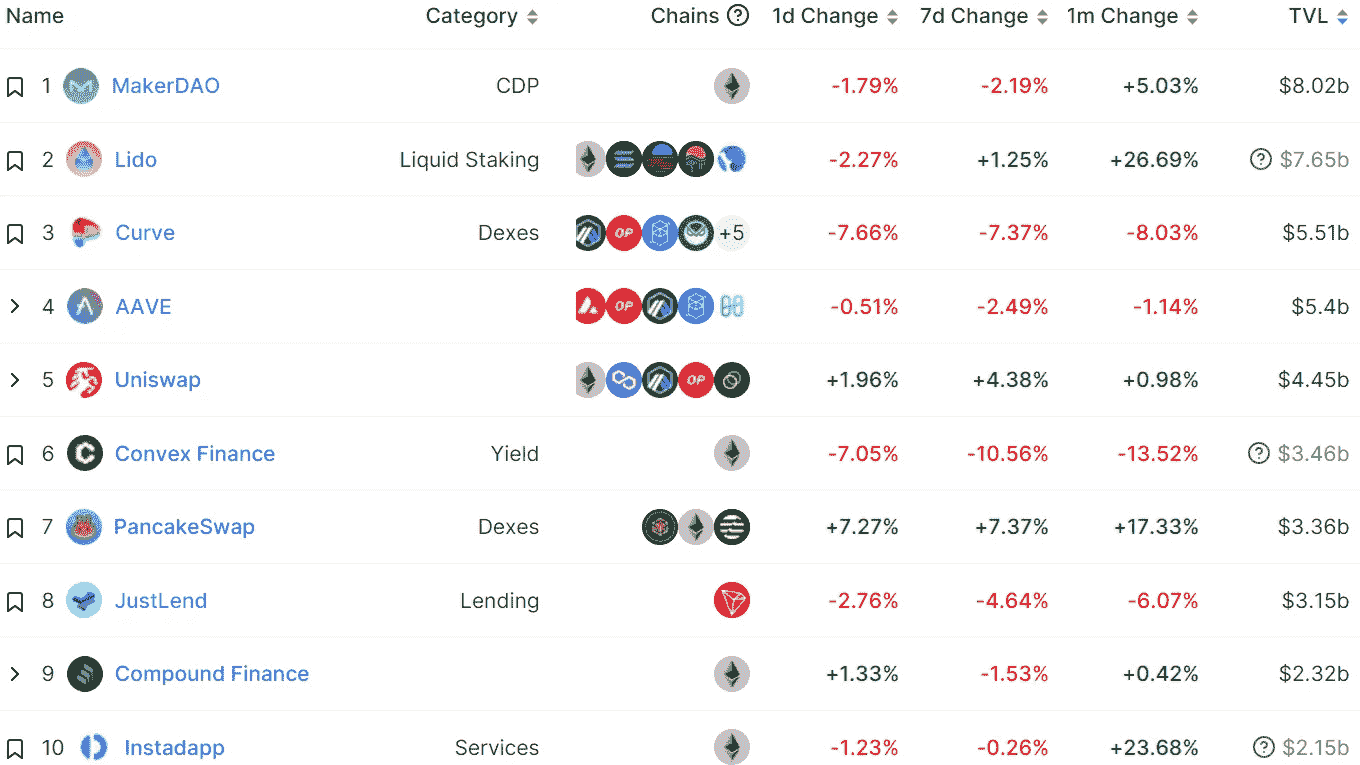 Name Category Chains ? 1d Change 7d Change 1m Change TVL
1 MakerDAO CDP -1.79% -2.19% +5.03% $8.02b
2 Lido Liquid Staking -2.27% +1.25% +26.69% ? $7.65b
3 Curve Dexes OP +5 -7.66% -7.37% -8.03% $5.51b
4 AAVE OP -0.51% -2.49% -1.14% $5.4b
5 Uniswap OP +1.96% +4.38% +0.98% $4.45b
6 Convex Finance Yield -7.05% -10.56% -13.52% ? $3.46b
7 PancakeSwap Dexes +7.27% +7.37% +17.33% $3.36b
8 JustLend Lending -2.76% -4.64% -6.07% $3.15b
9 Compound Finance +1.33% -1.53% +0.42% $2.32b
10 Instadapp Services -1.23% -0.26% +23.68% ? $2.15b